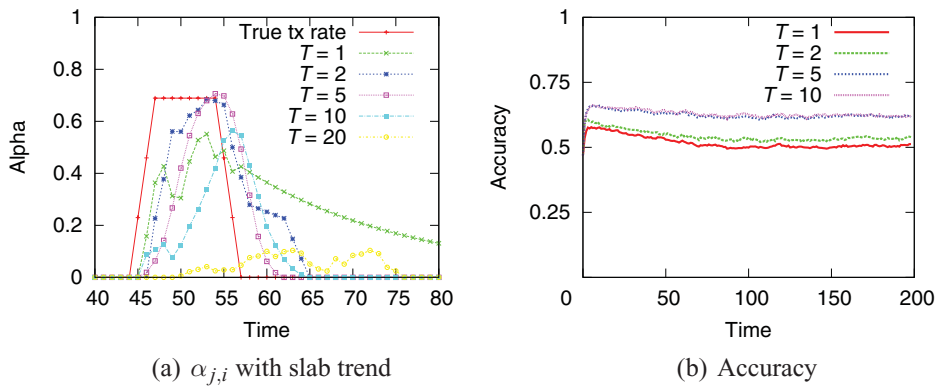 True tx rate
T = 1
T = 2
T = 5
T = 10
T = 20
1
0.8
0.6
0.4
0.2
0
Alpha
40 45 50 55 60 65 70 75 80
Time
(a) αj,i with slab trend
T = 1
T = 2
T = 5
T = 10
1
0.75
0.5
0.25
Accuracy
0 50 100 150 200
Time
(b) Accuracy